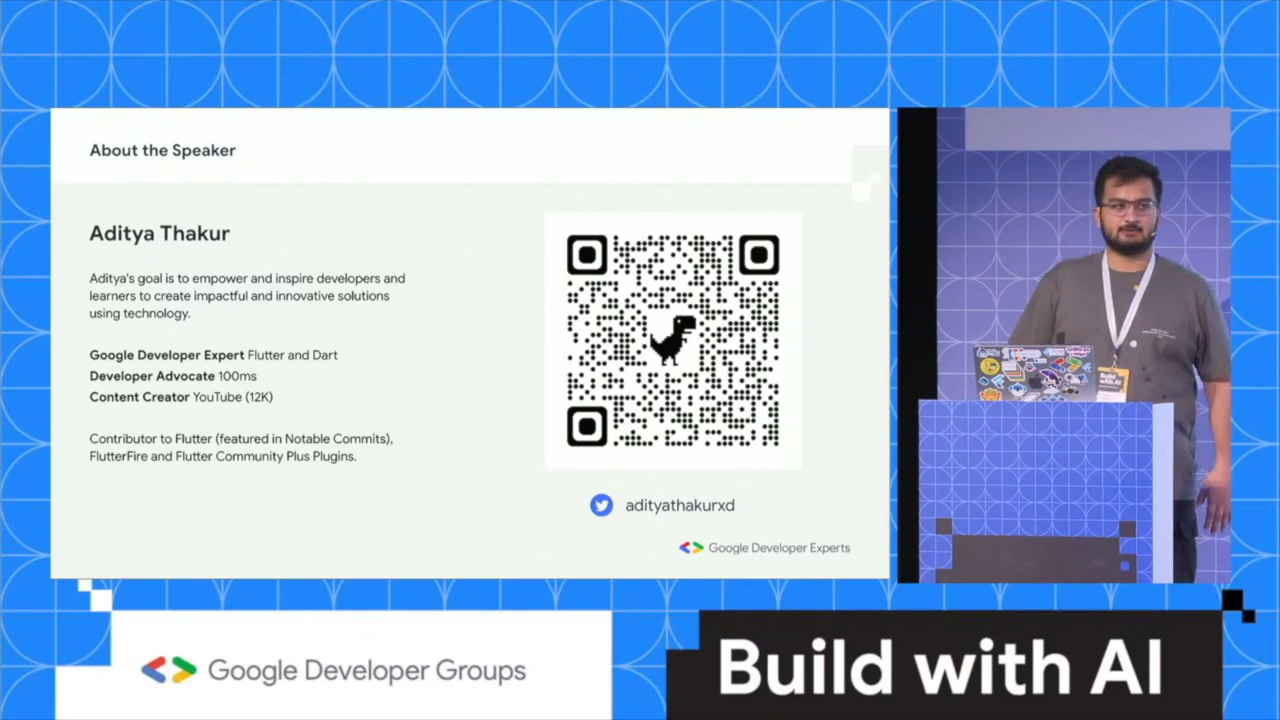 About the Speaker
Aditya Thakur
Aditya's goal is to empower and inspire developers and
learners to create impactful and innovative solutions
using technology.
Google Developer Expert Flutter and Dart
Developer Advocate 100ms
Content Creator YouTube (12K)
Contributor to Flutter (featured in Notable Commits),
FlutterFire and Flutter Community Plus Plugins.
adityathakurxd
Google Developer Experts
Build
with AI
Google Developer Groups
Build with AI